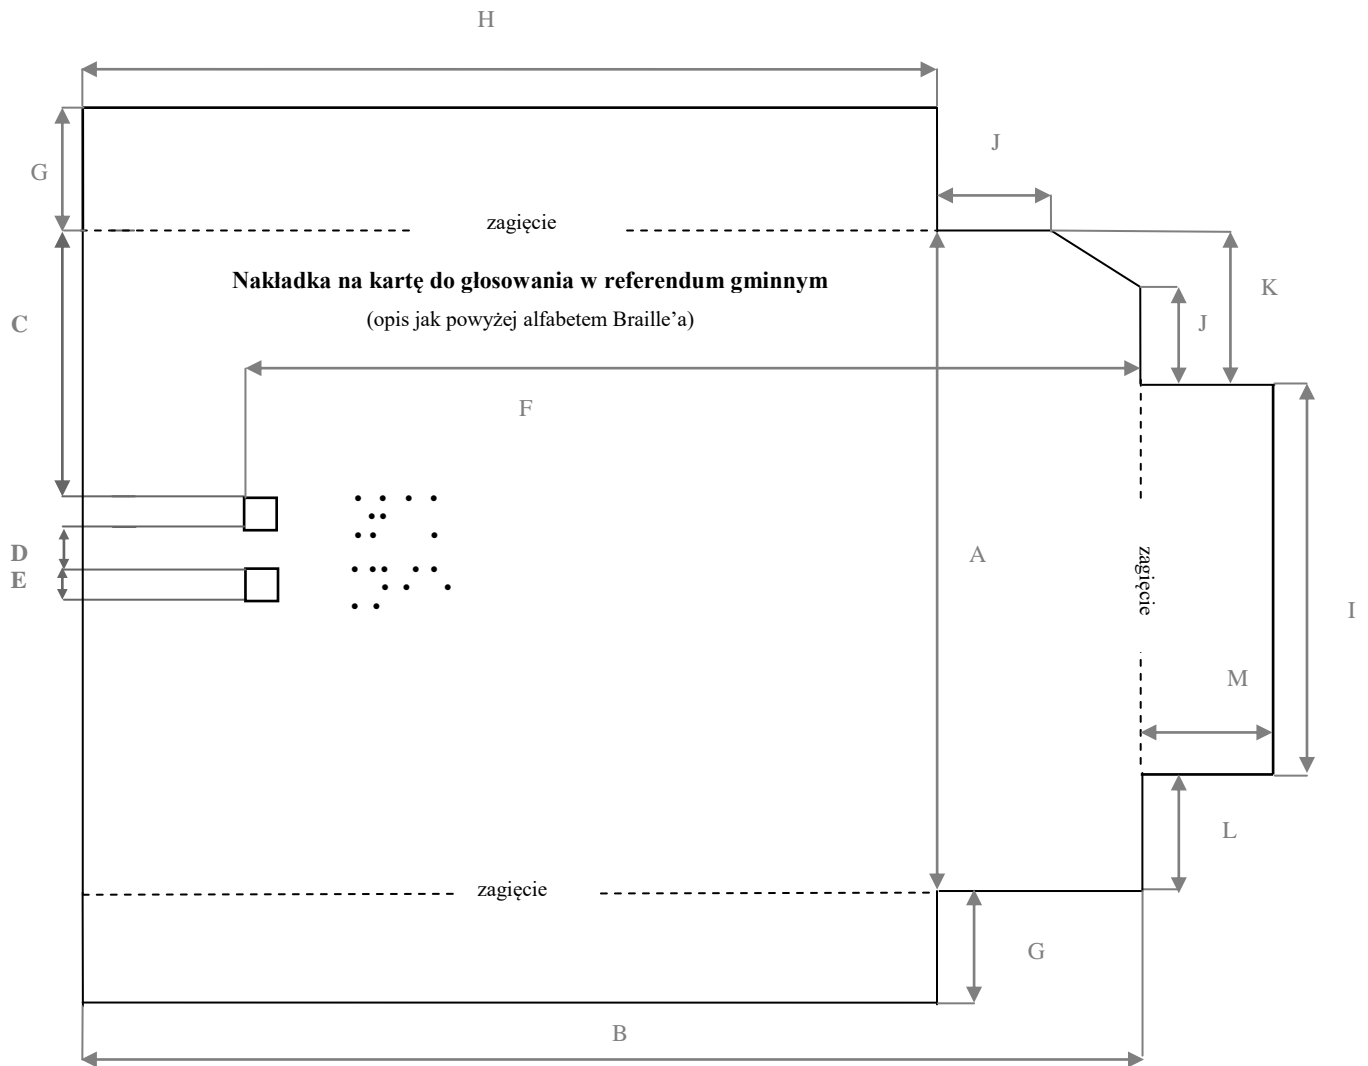 H
J
G
zagięcie
Nakładka na kartę do głosowania w referendum gminnym
K
(opis jak powyżej alfabetem Braille’a)
C
J
F
D
A
zagięcie
E
I
M
L
zagięcie
G
B